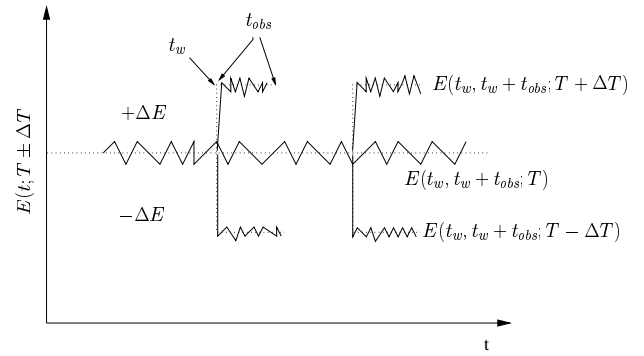 t_obs
t_w
E(t_w, t_w + t_obs; T + ΔT)
+ΔE
E(t; T ± ΔT
E(t_w, t_w + t_obs; T)
−ΔE
E(t_w, t_w + t_obs; T − ΔT)
t